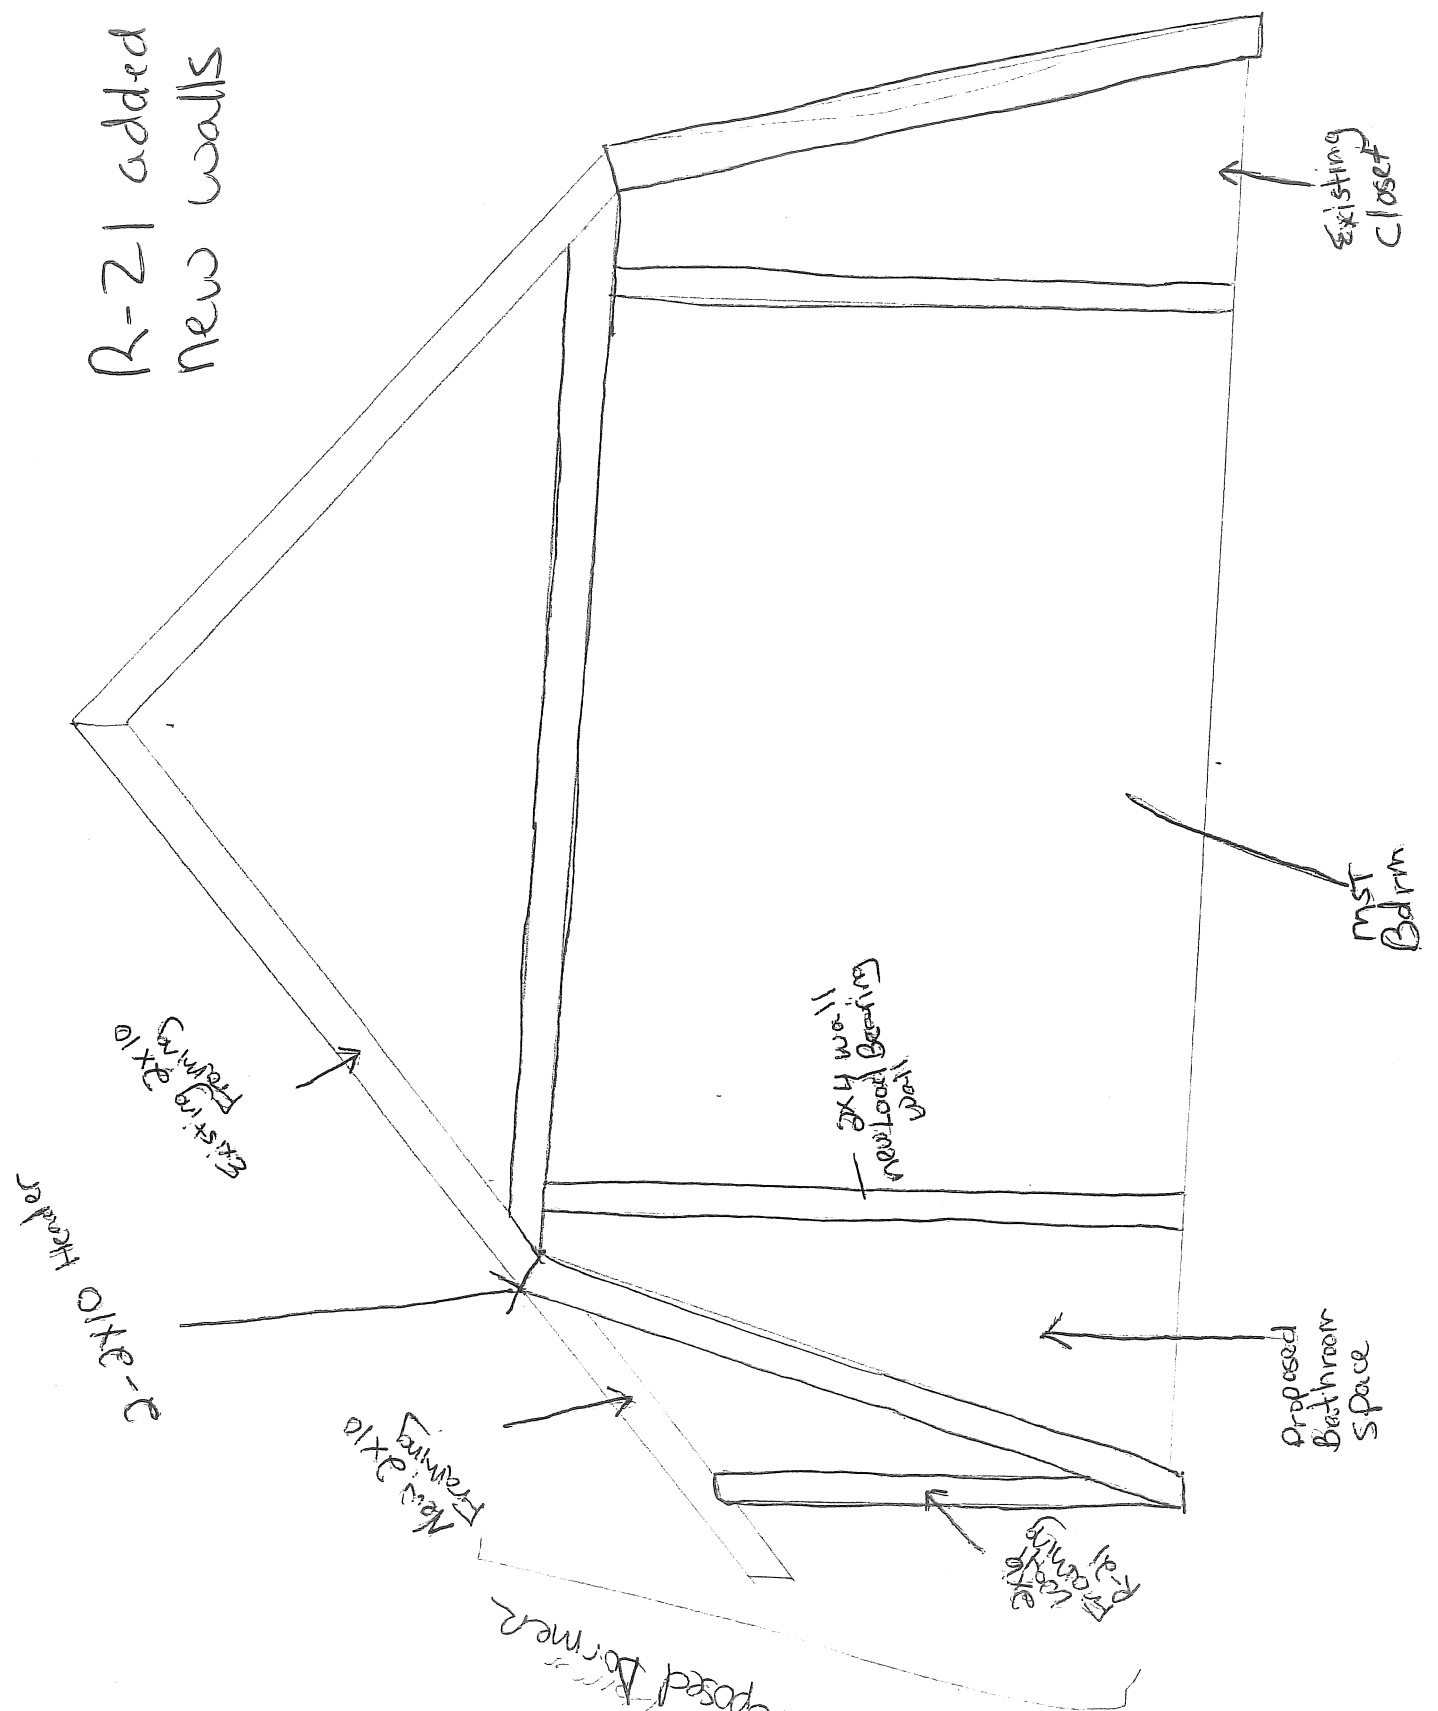 R-21 added
new walls
Existing
Closet
MST
Bdrm
2x4 wall
new Load Bearing
wall
Existing 2x10
Framing
2-2x10 Header
Proposed
Bathroom
Space
New 2x10
Framing
2x6
Wall
Framing
R-21
posed Dormer